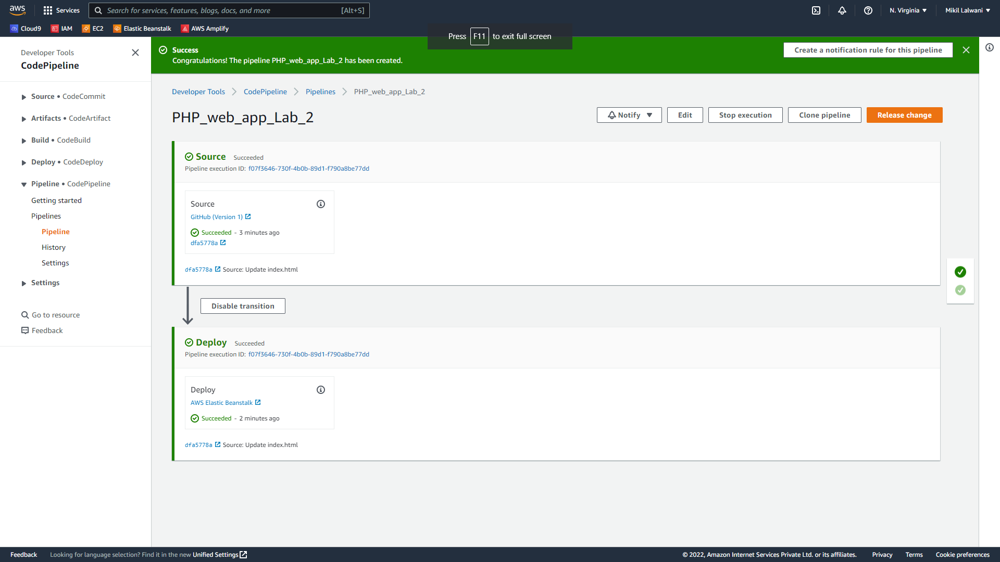 aws Services Search for services, features, blogs, docs, and more [Alt+S] N. Virginia Mikil Lalwani
Cloud9 IAM EC2 Elastic Beanstalk AWS Amplify
Press F11 to exit full screen
Developer Tools
CodePipeline
Source • CodeCommit
Artifacts • CodeArtifact
Build • CodeBuild
Deploy • CodeDeploy
Pipeline • CodePipeline
Getting started
Pipelines
Pipeline
History
Settings
Settings
Go to resource
Feedback
Success
Congratulations! The pipeline PHP_web_app_Lab_2 has been created.
Create a notification rule for this pipeline
Developer Tools CodePipeline Pipelines PHP_web_app_Lab_2
PHP_web_app_Lab_2
Notify Edit Stop execution Clone pipeline Release change
Source Succeeded
Pipeline execution ID: f07f3646-730f-4b0b-89d1-f790a8be77dd
Source
GitHub (Version 1)
Succeeded - 3 minutes ago
dfa5778a
dfa5778a Source: Update index.html
Disable transition
Deploy Succeeded
Pipeline execution ID: f07f3646-730f-4b0b-89d1-f790a8be77dd
Deploy
AWS Elastic Beanstalk
Succeeded - 2 minutes ago
dfa5778a Source: Update index.html
Feedback Looking for language selection? Find it in the new Unified Settings © 2022, Amazon Internet Services Private Ltd. or its affiliates. Privacy Terms Cookie preferences